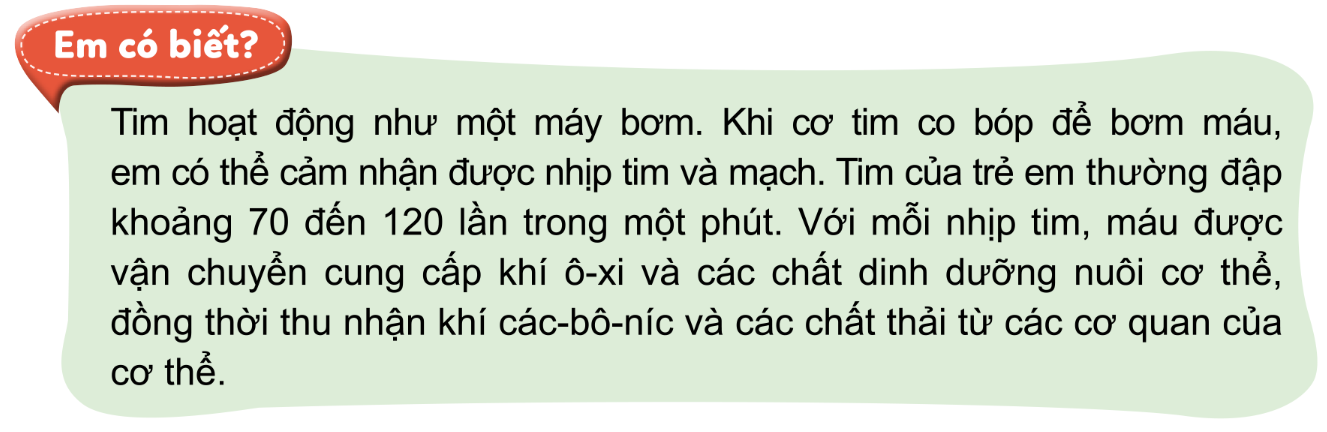 Em có biết?
Tim hoạt động như một máy bơm. Khi cơ tim co bóp để bơm máu,
em có thể cảm nhận được nhịp tim và mạch. Tim của trẻ em thường đập
khoảng 70 đến 120 lần trong một phút. Với mỗi nhịp tim, máu được
vận chuyển cung cấp khí ô-xi và các chất dinh dưỡng nuôi cơ thể,
đồng thời thu nhận khí các-bô-níc và các chất thải từ các cơ quan của
cơ thể.